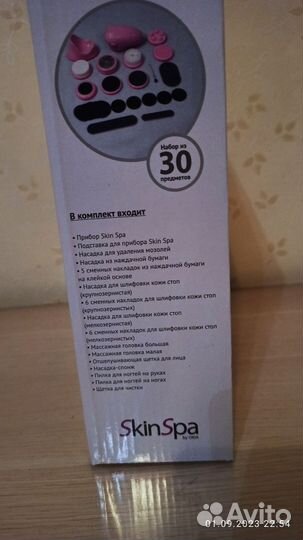 Набор из
30
предметов
В комплект входит
• Прибор Skin Spa
• Подставка для прибора Skin Spa
• Насадка для удаления мозолей
• Насадка из наждачной бумаги
• 5 сменных накладок из наждачной бумаги
на клейкой основе
• Насадка для шлифовки кожи стоп
(крупнозернистая)
• 6 сменных накладок для шлифовки кожи стоп
(крупнозернистых)
• Насадка для шлифовки кожи стоп
(мелкозернистая)
• 6 сменных накладок для шлифовки кожи стоп
(мелкозернистых)
• Массажная головка большая
• Массажная головка малая
• Отшелушивающая щетка для лица
• Насадка-спонж
• Пилка для ногтей на руках
• Пилка для ногтей на ногах
• Щетка для чистки
SkinSpa
by
01.09.2023 22:54
Avito